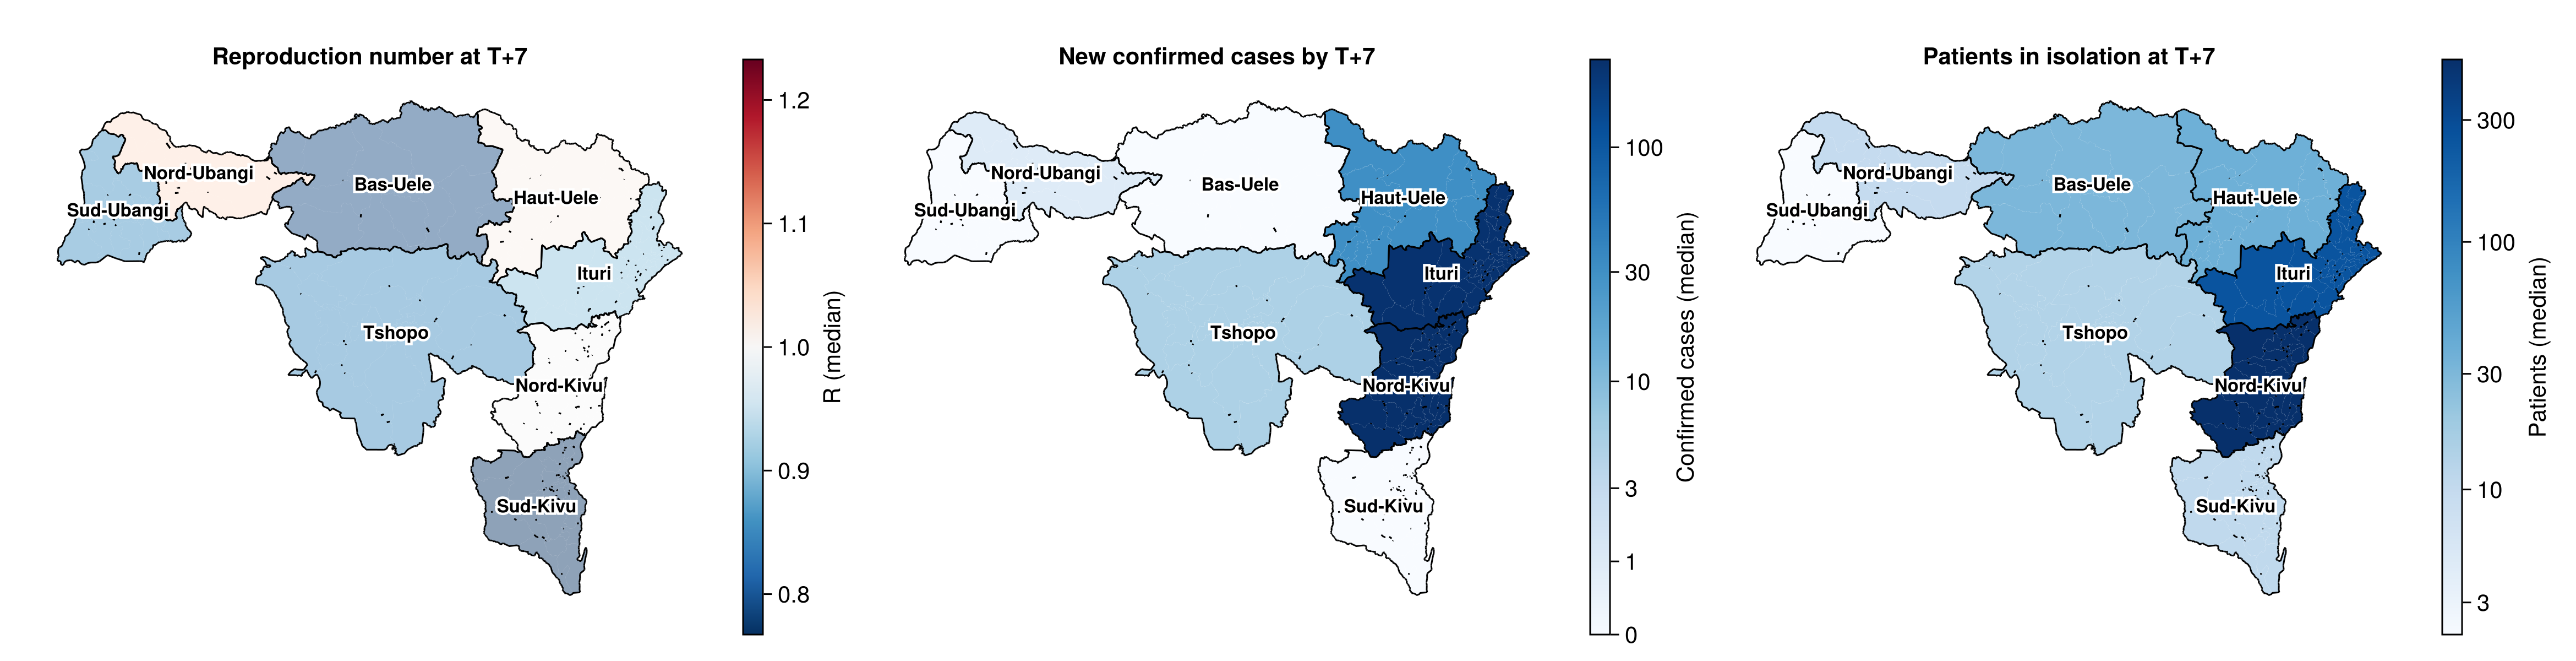 Reproduction number at T+7
Nord-Ubangi
Sud-Ubangi
Bas-Uele
Haut-Uele
Ituri
Tshopo
Nord-Kivu
Sud-Kivu
1.2
1.1
1.0
0.9
0.8
R (median)
New confirmed cases by T+7
Nord-Ubangi
Sud-Ubangi
Bas-Uele
Haut-Uele
Ituri
Tshopo
Nord-Kivu
Sud-Kivu
100
30
10
3
1
0
Confirmed cases (median)
Patients in isolation at T+7
Nord-Ubangi
Sud-Ubangi
Bas-Uele
Haut-Uele
Ituri
Tshopo
Nord-Kivu
Sud-Kivu
300
100
30
10
3
Patients (median)